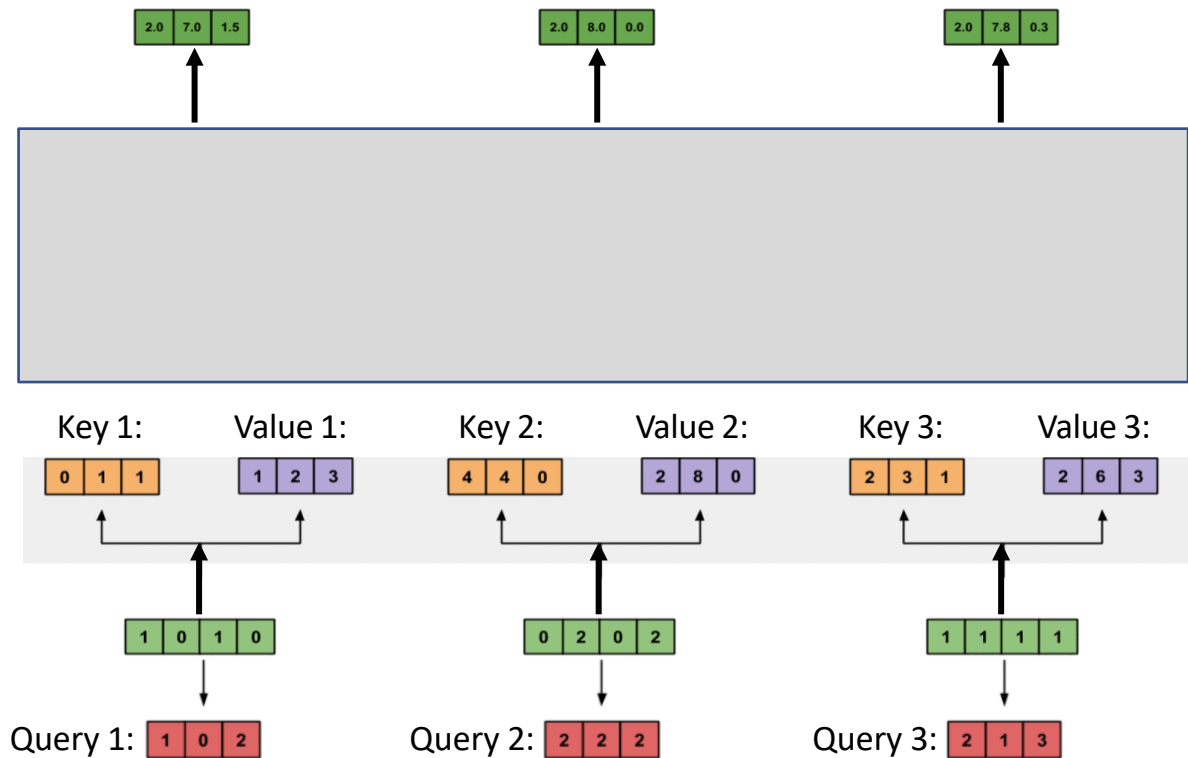 2.0 7.0 1.5 2.0 8.0 0.0 2.0 7.8 0.3
Key 1: Value 1: Key 2: Value 2: Key 3: Value 3:
0 1 1 1 2 3 4 4 0 2 8 0 2 3 1 2 6 3
1 0 1 0 0 2 0 2 1 1 1 1
Query 1: 1 0 2 Query 2: 2 2 2 Query 3: 2 1 3